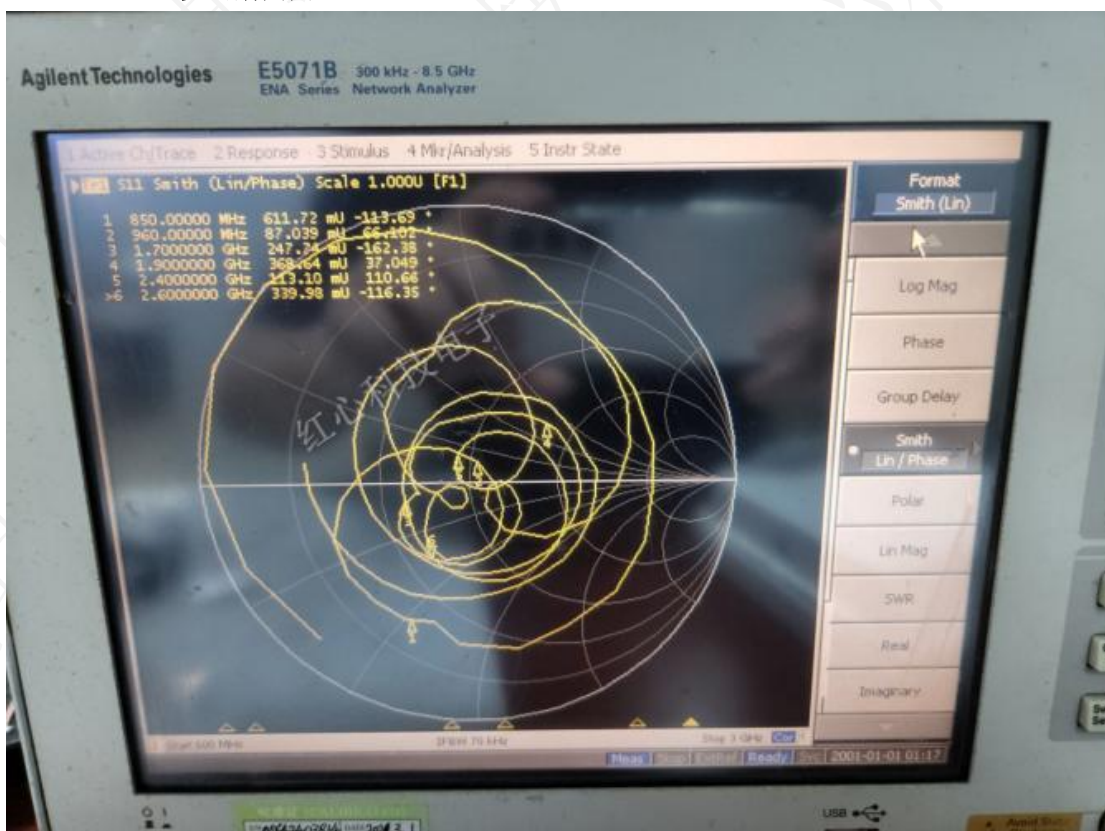 Agilent Technologies
E5071B 300 kHz - 8.5 GHz
ENA Series Network Analyzer
1 Active Ch/Trace 2 Response 3 Stimulus 4 Mkr/Analysis 5 Instr State
S11 Smith (Lin/Phase) Scale 1.000U [F1]
1 850.00000 MHz 611.72 mU -113.69 °
2 960.00000 MHz 87.039 mU 66.102 °
3 1.7000000 GHz 247.74 mU -162.38 °
4 1.9000000 GHz 368.64 mU 37.049 °
5 2.4000000 GHz 113.10 mU 110.66 °
>6 2.6000000 GHz 339.98 mU -116.35 °
Format
Smith (Lin)
Log Mag
Phase
Group Delay
Smith
Lin / Phase
Polar
Lin Mag
SWR
Real
Imaginary
红心科技电子
IFBW 70 kHz
Stop 3 GHz Cor
Meas Stop ExtRef Ready Svc 2001-01-01 01:17
USB